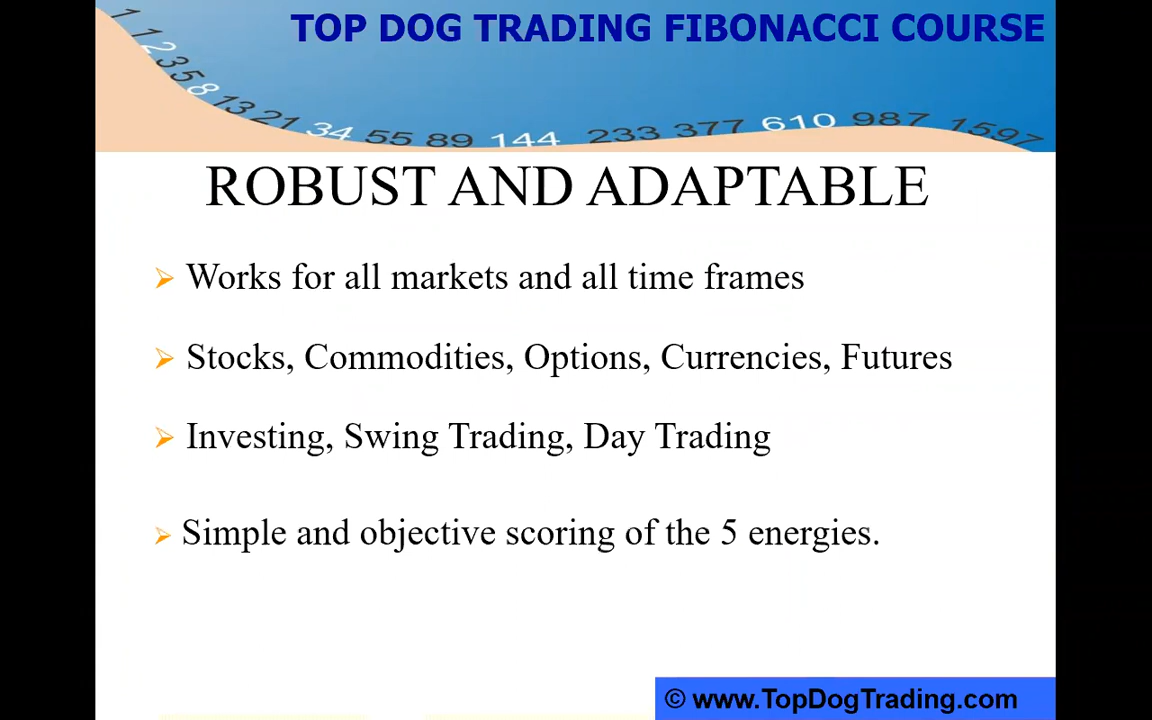 TOP DOG TRADING FIBONACCI COURSE
1 1 2 3 5 8 13 21 34 55 89 144 233 377 610 987 1597
ROBUST AND ADAPTABLE
Works for all markets and all time frames
Stocks, Commodities, Options, Currencies, Futures
Investing, Swing Trading, Day Trading
Simple and objective scoring of the 5 energies.
© www.TopDogTrading.com